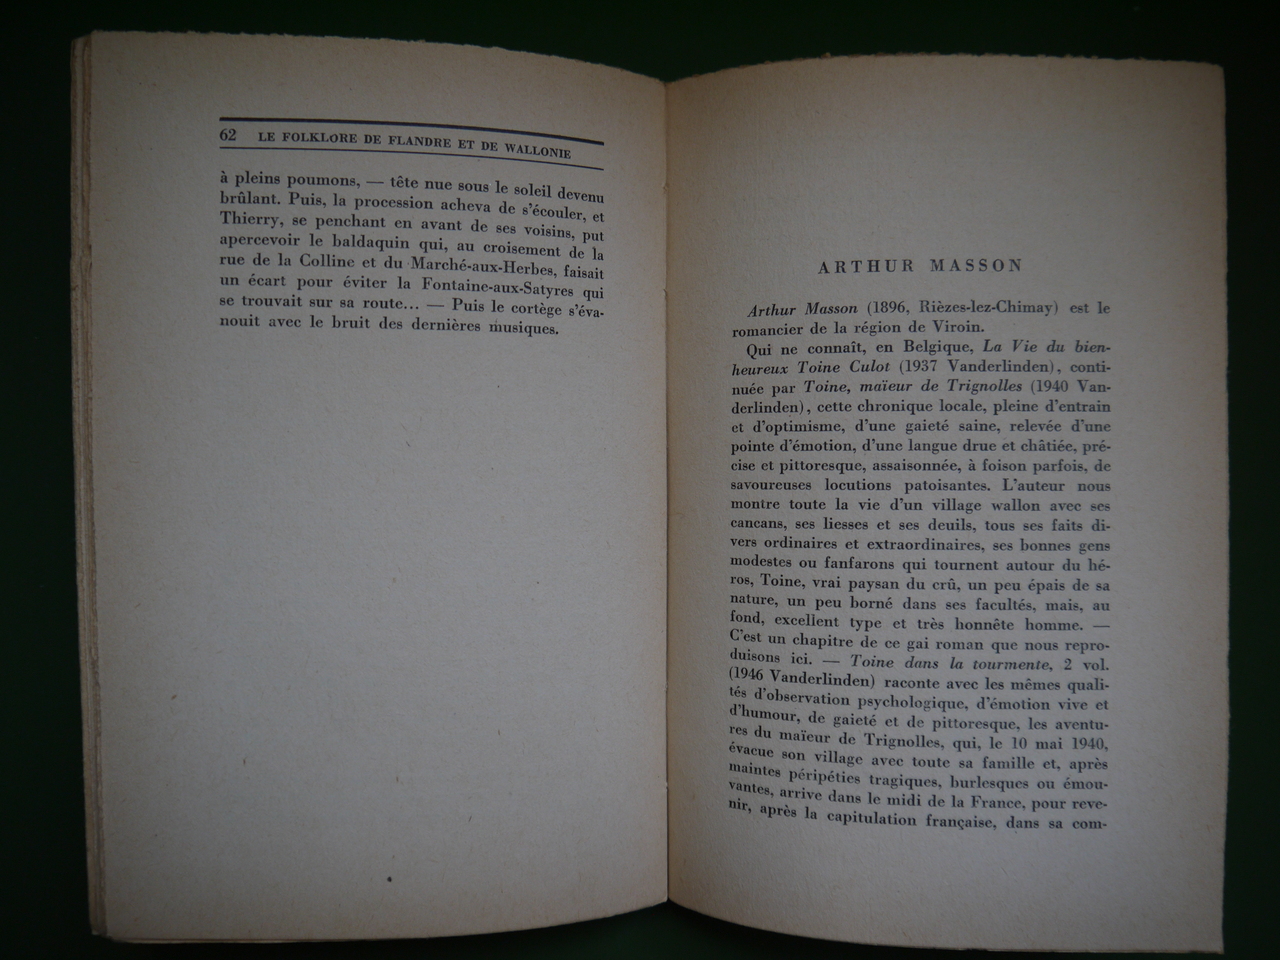 62 LE FOLKLORE DE FLANDRE ET DE WALLONIE
à pleins poumons, — tête nue sous le soleil devenu
brûlant. Puis, la procession acheva de s'écouler, et
Thierry, se penchant en avant de ses voisins, put
apercevoir le baldaquin qui, au croisement de la
rue de la Colline et du Marché-aux-Herbes, faisait
un écart pour éviter la Fontaine-aux-Satyres qui
se trouvait sur sa route... — Puis le cortège s'éva-
nouit avec le bruit des dernières musiques.
ARTHUR MASSON
Arthur Masson (1896, Rièzes-lez-Chimay) est le
romancier de la région de Viroin.
Qui ne connaît, en Belgique, La Vie du bien-
heureux Toine Culot (1937 Vanderlinden), conti-
nuée par Toine, maïeur de Trignolles (1940 Van-
derlinden), cette chronique locale, pleine d'entrain
et d'optimisme, d'une gaieté saine, relevée d'une
pointe d'émotion, d'une langue drue et châtiée, pré-
cise et pittoresque, assaisonnée, à foison parfois, de
savoureuses locutions patoisantes. L'auteur nous
montre toute la vie d'un village wallon avec ses
cancans, ses liesses et ses deuils, tous ses faits di-
vers ordinaires et extraordinaires, ses bonnes gens
modestes ou fanfarons qui tournent autour du hé-
ros, Toine, vrai paysan du crû, un peu épais de sa
nature, un peu borné dans ses facultés, mais, au
fond, excellent type et très honnête homme. —
C'est un chapitre de ce gai roman que nous repro-
duisons ici. — Toine dans la tourmente, 2 vol.
(1946 Vanderlinden) raconte avec les mêmes quali-
tés d'observation psychologique, d'émotion vive et
d'humour, de gaieté et de pittoresque, les aventu-
res du maïeur de Trignolles, qui, le 10 mai 1940,
évacue son village avec toute sa famille et, après
maintes péripéties tragiques, burlesques ou émou-
vantes, arrive dans le midi de la France, pour reve-
nir, après la capitulation française, dans sa com-